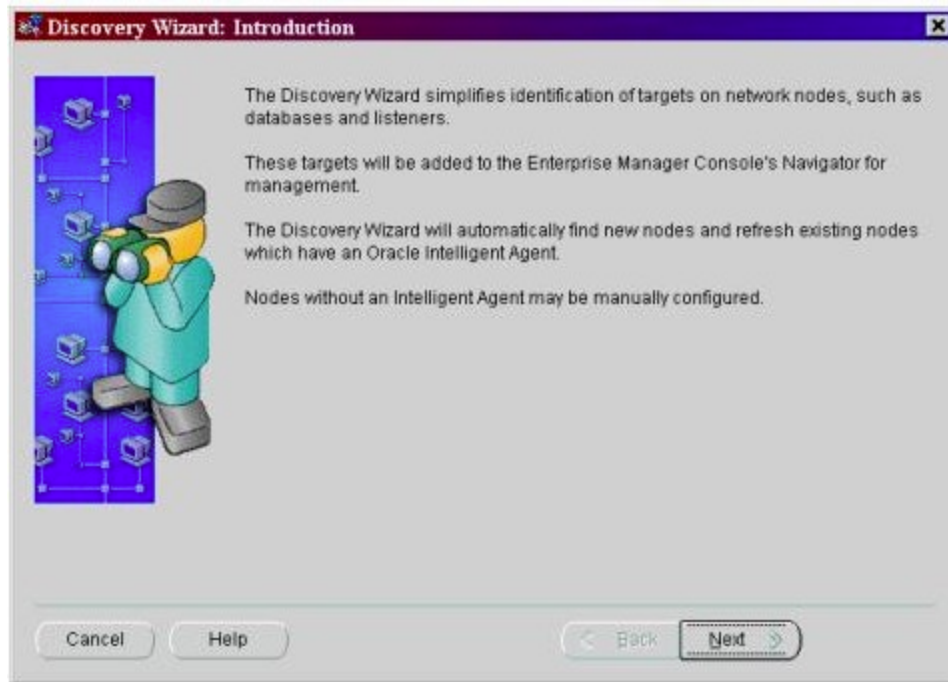 Discovery Wizard: Introduction
The Discovery Wizard simplifies identification of targets on network nodes, such as
databases and listeners.
These targets will be added to the Enterprise Manager Console's Navigator for
management.
The Discovery Wizard will automatically find new nodes and refresh existing nodes
which have an Oracle Intelligent Agent.
Nodes without an Intelligent Agent may be manually configured.
Cancel
Help
Back
Next